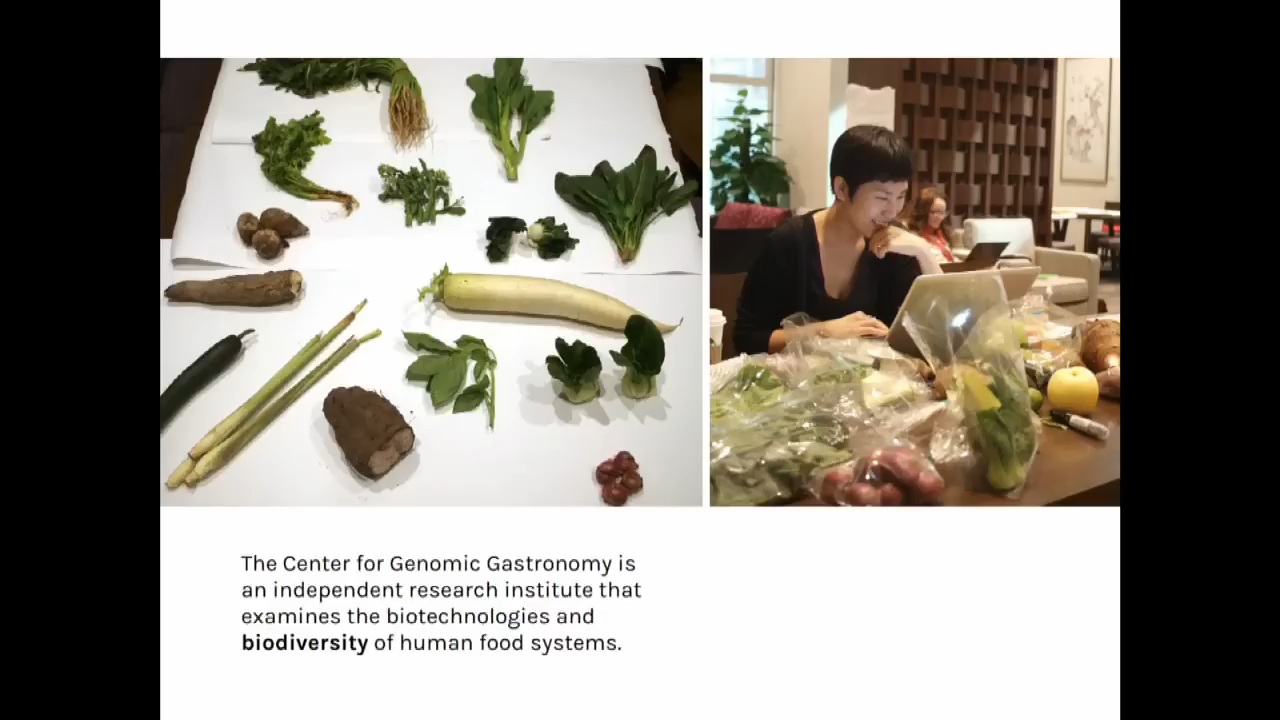 The Center for Genomic Gastronomy is
an independent research institute that
examines the biotechnologies and
biodiversity of human food systems.